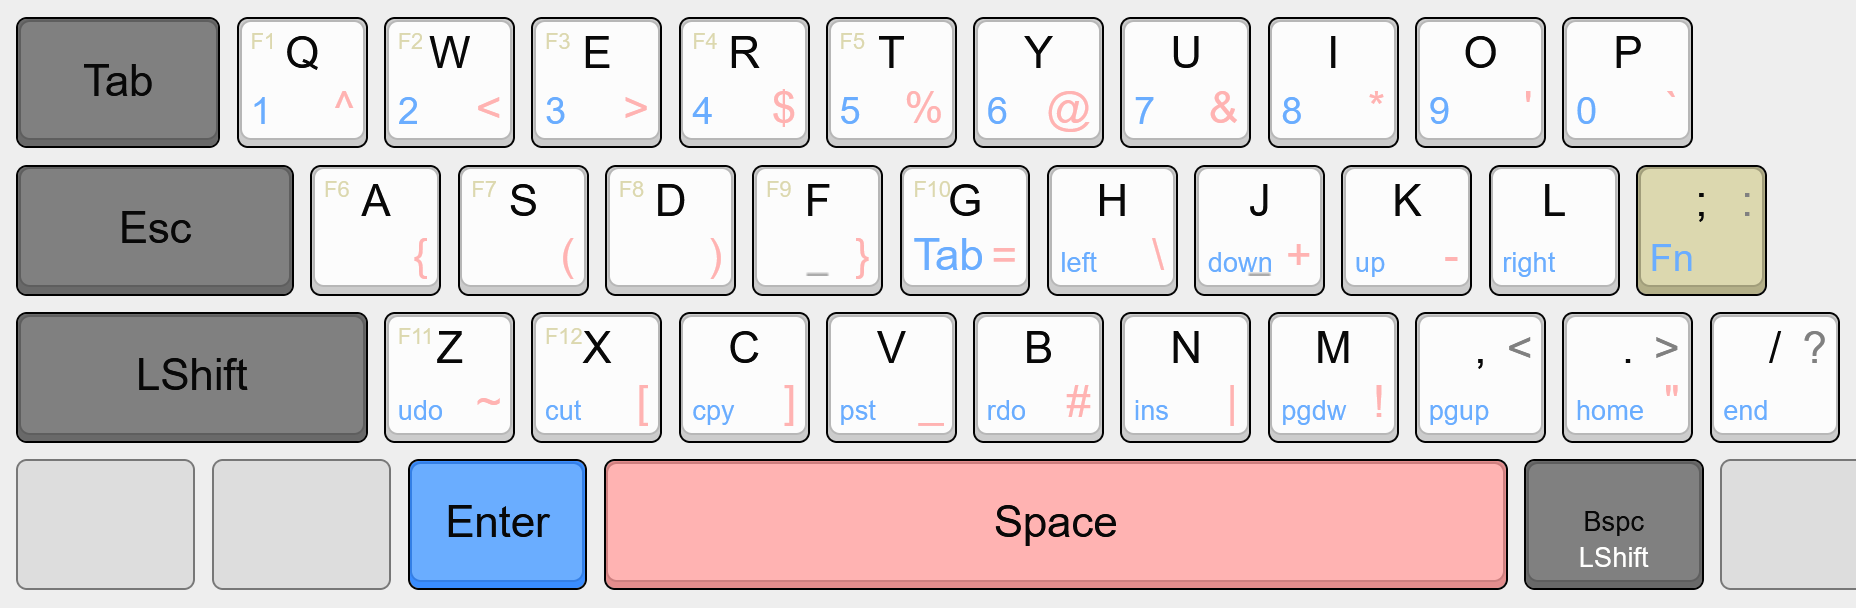 Tab F1 Q 1 ^ F2 W 2 < F3 E 3 > F4 R 4 $ F5 T 5 % Y 6 @ U 7 & I 8 * O 9 ' P 0 `
Esc F6 A { F7 S ( F8 D ) F9 F _ } F10 G Tab = H left \ J down _ + K up - L right ; : Fn
LShift F11 Z udo ~ F12 X cut [ C cpy ] V pst _ B rdo # N ins | M pgdw ! , < pgup . > home " / ? end
Enter Space Bspc
LShift